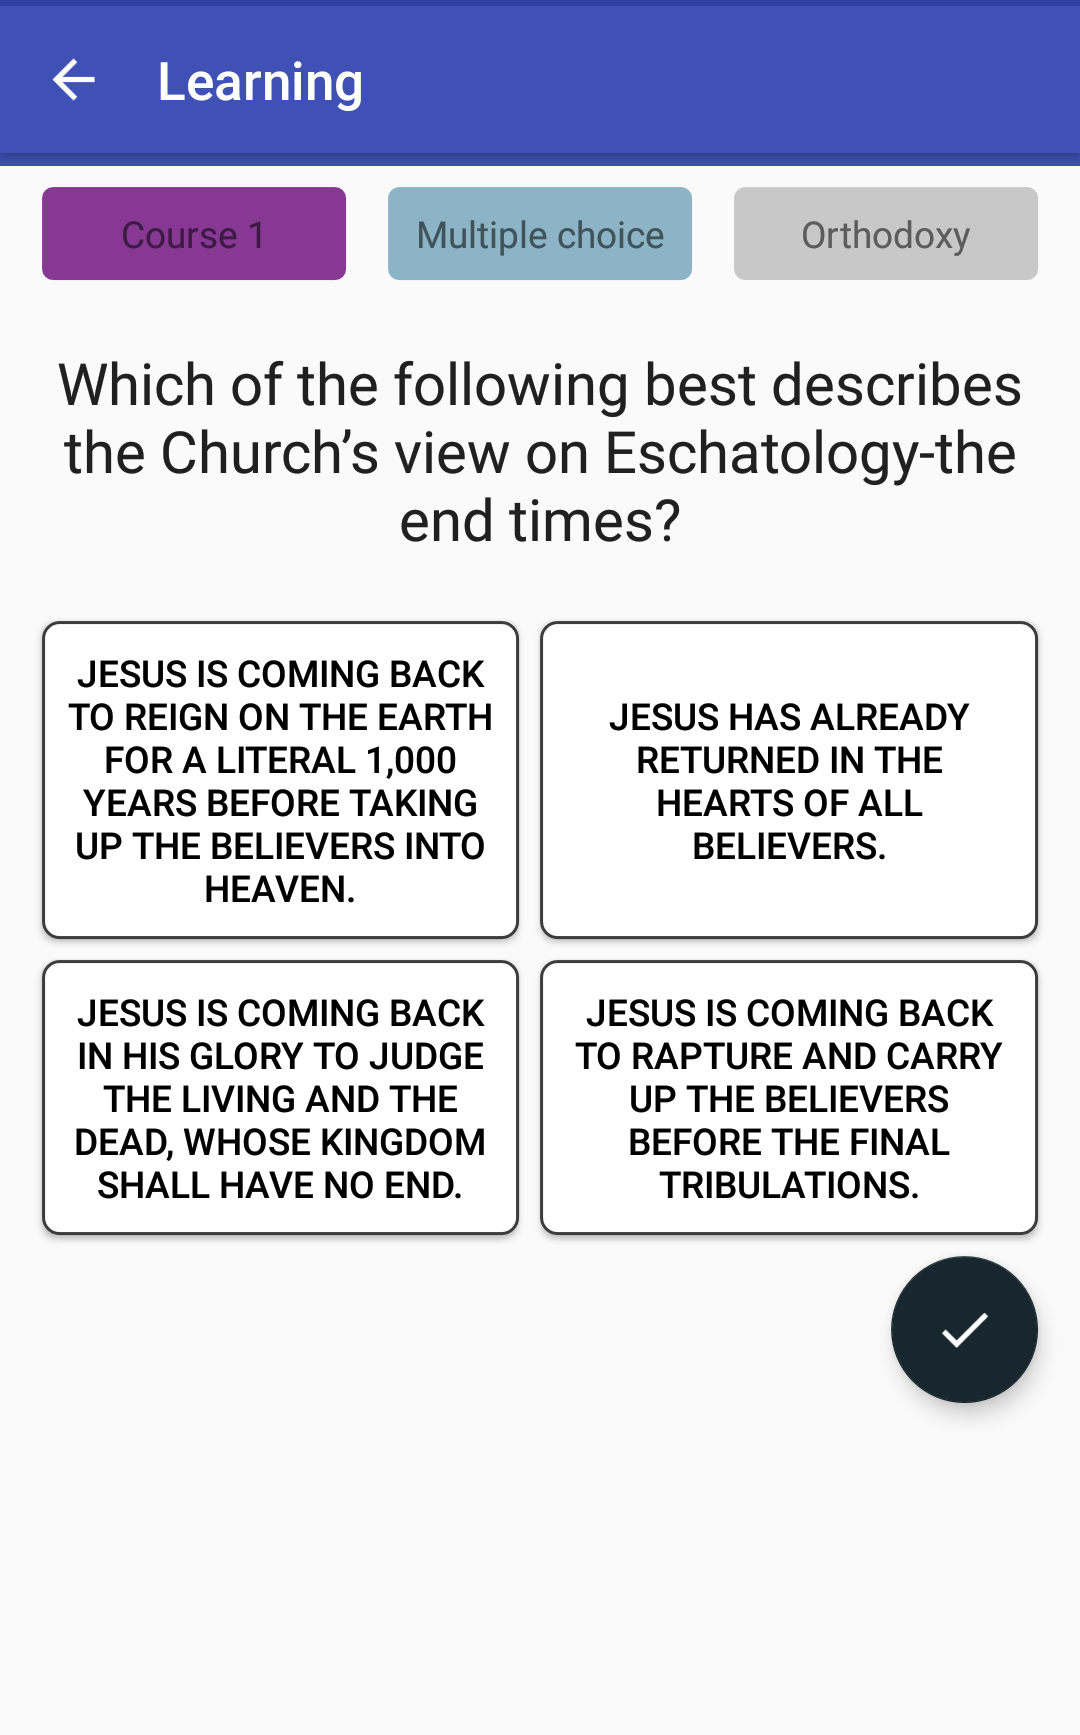 Learning
Course 1
Multiple choice
Orthodoxy
Which of the following best describes
the Church’s view on Eschatology-the
end times?
JESUS IS COMING BACK
TO REIGN ON THE EARTH
FOR A LITERAL 1,000
YEARS BEFORE TAKING
UP THE BELIEVERS INTO
HEAVEN.
JESUS HAS ALREADY
RETURNED IN THE
HEARTS OF ALL
BELIEVERS.
JESUS IS COMING BACK
IN HIS GLORY TO JUDGE
THE LIVING AND THE
DEAD, WHOSE KINGDOM
SHALL HAVE NO END.
JESUS IS COMING BACK
TO RAPTURE AND CARRY
UP THE BELIEVERS
BEFORE THE FINAL
TRIBULATIONS.